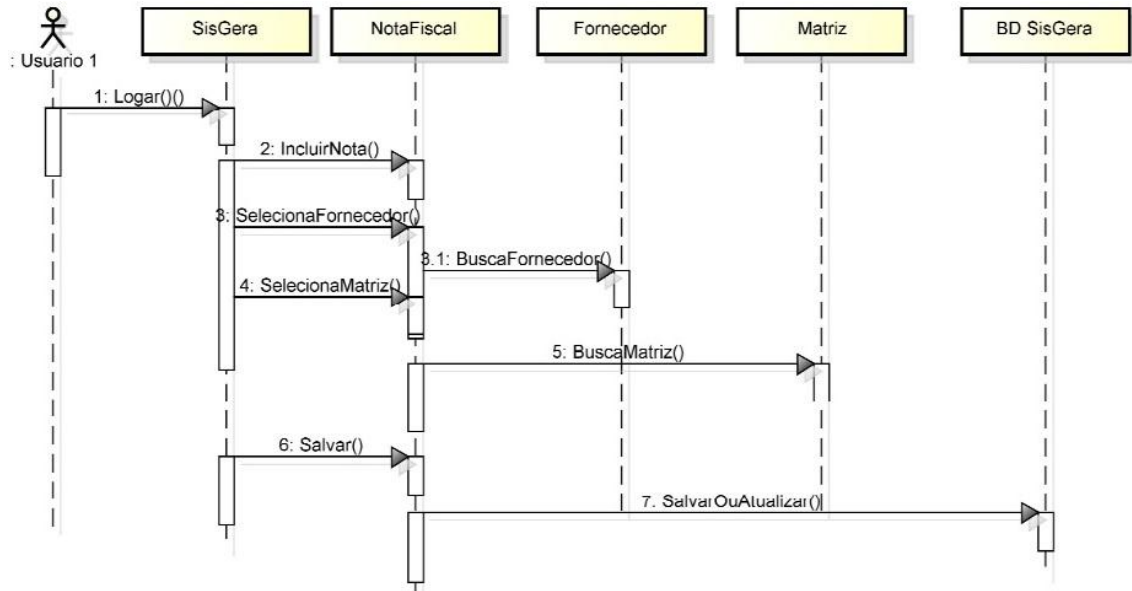 SisGera
NotaFiscal
Fornecedor
Matriz
BD SisGera
: Usuario 1
1: Logar()()
2: IncluirNota()
3: SelecionaFornecedor()
3.1: BuscaFornecedor()
4: SelecionaMatriz()
5: BuscaMatriz()
6: Salvar()
7. SalvarOuAtualizar()